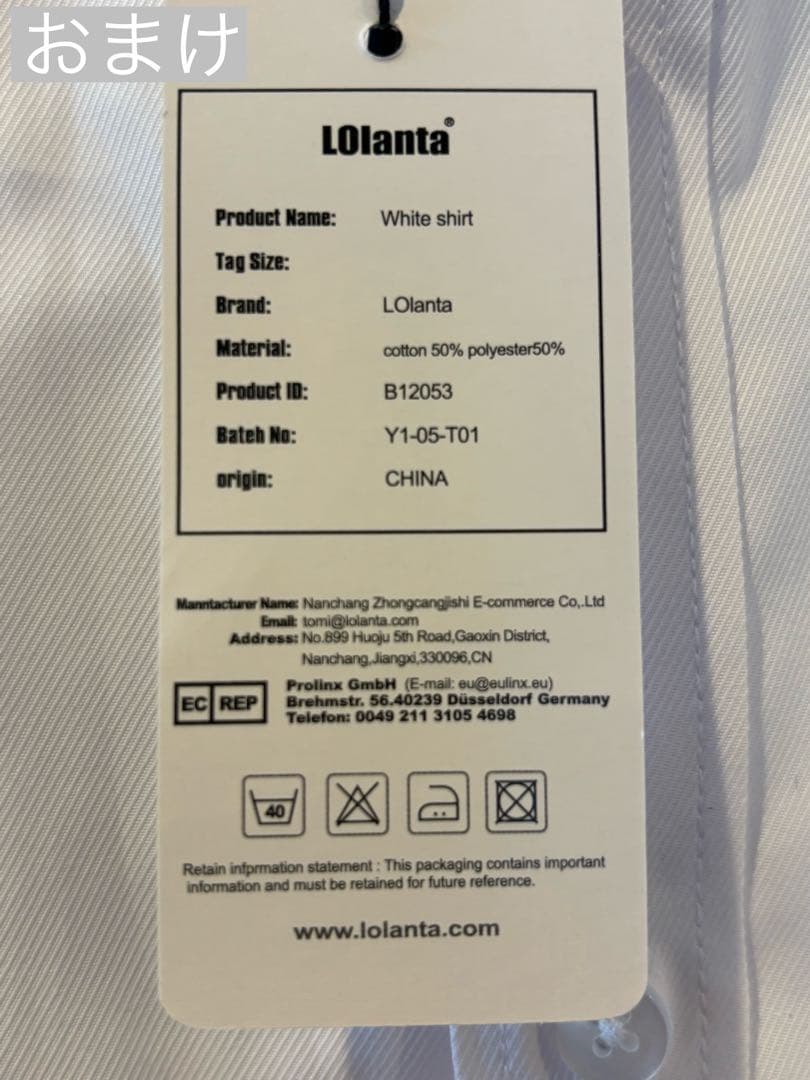 おまけ
LOlanta®
Product Name: White shirt
Tag Size:
Brand: LOlanta
Material: cotton 50% polyester50%
Product ID: B12053
Bateh No: Y1-05-T01
origin: CHINA
Manntacturer Name: Nanchang Zhongcangjishi E-commerce Co,.Ltd
Email: tomi@lolanta.com
Address: No.899 Huoju 5th Road,Gaoxin District,
Nanchang,Jiangxi,330096,CN
EC REP
Prolinx GmbH (E-mail: eu@eulinx.eu)
Brehmstr. 56.40239 Düsseldorf Germany
Telefon: 0049 211 3105 4698
40
Retain infprmation statement : This packaging contains important
information and must be retained for future reference.
www.lolanta.com